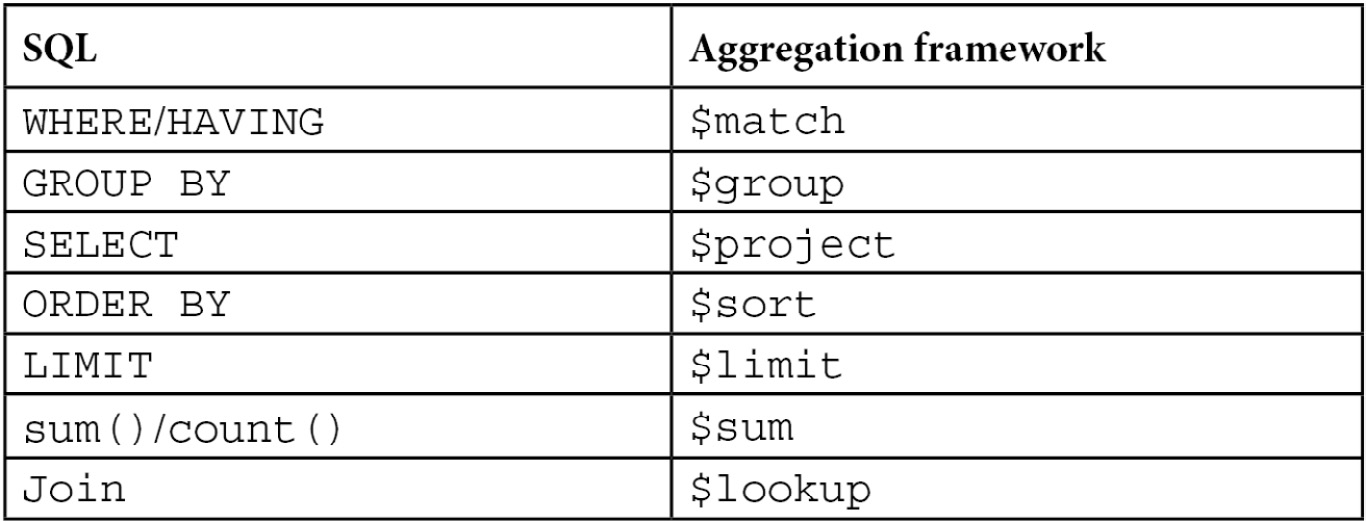 SQL Aggregation framework
WHERE/HAVING $match
GROUP BY $group
SELECT $project
ORDER BY $sort
LIMIT $limit
sum()/count() $sum
Join $lookup